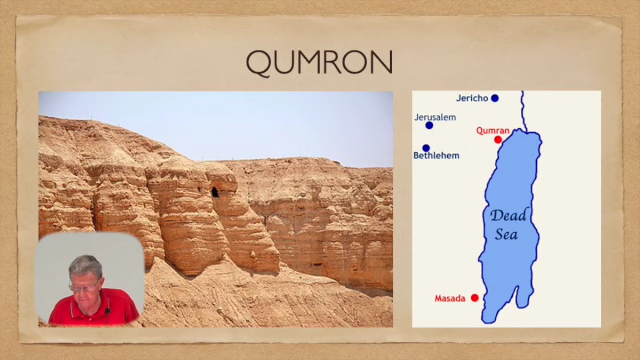 QUMRON
Jericho
Jerusalem
Qumran
Bethlehem
Dead
Sea
Masada